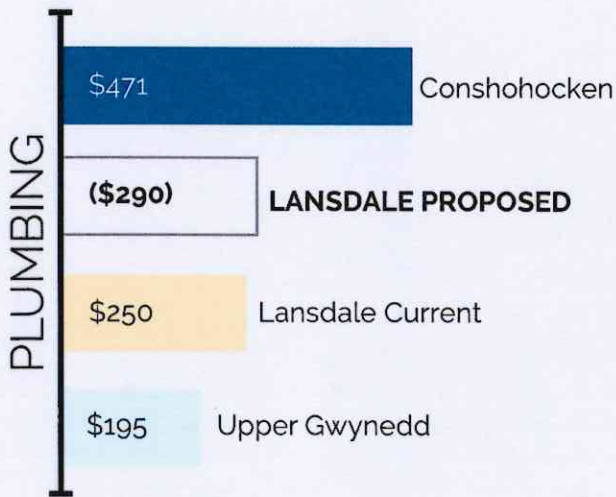 PLUMBING
$471 Conshohocken
($290) LANSDALE PROPOSED
$250 Lansdale Current
$195 Upper Gwynedd